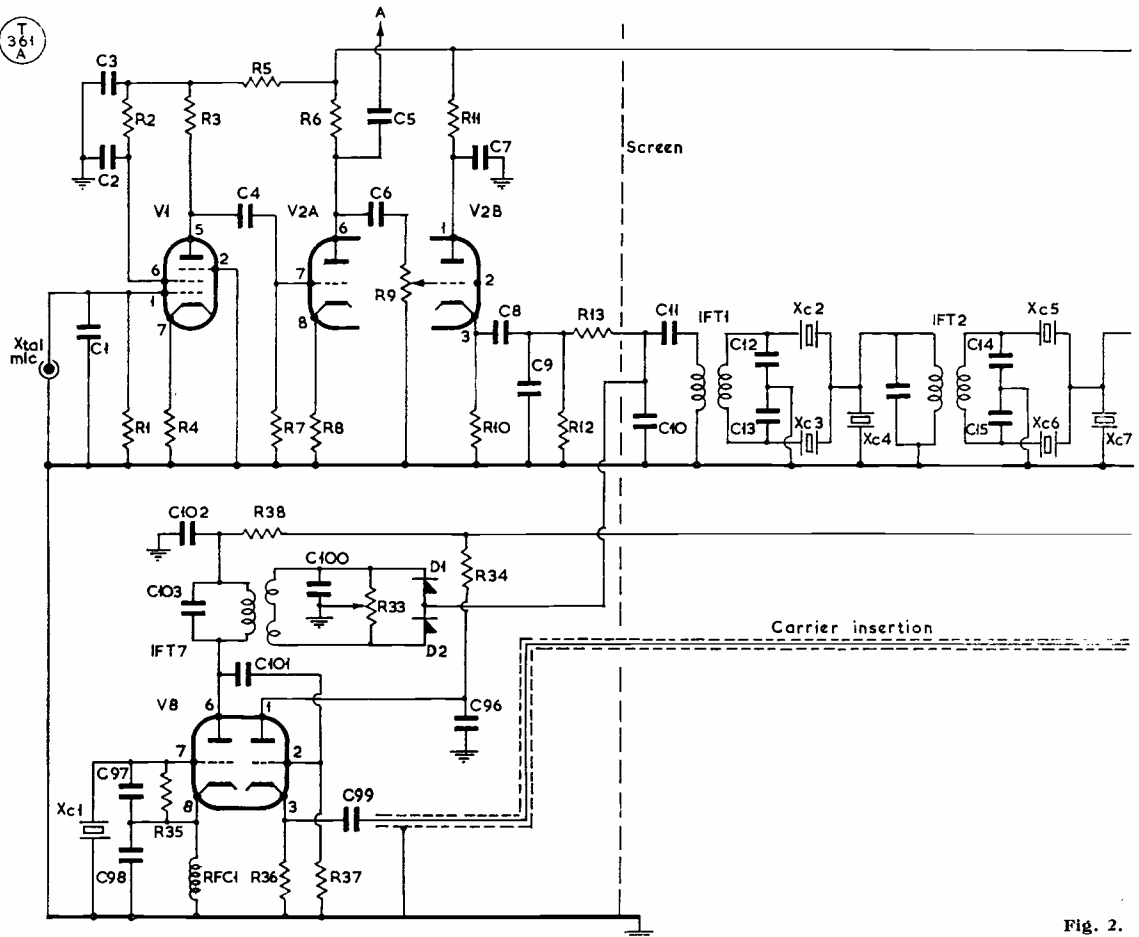 T
361
A
A
C3
R5
R2
R3
R6
C5
R11
C7
Screen
C2
C4
C6
V1
V2A
V2B
5
6
1
2
6
1
7
7
8
R9
2
3
C8
R13
C11
IFT1
Xc2
IFT2
Xc5
C12
C14
Xtal
mic
C1
C9
C13
Xc3
C15
Xc6
R1
R4
R7
R8
R10
R12
C10
Xc4
Xc7
C102
R38
C100
D1
R34
C103
R33
D2
IFT7
Carrier insertion
C101
V8
6
1
C96
7
2
C97
8
3
C99
Xc1
R35
C98
RFC1
R36
R37
Fig. 2.